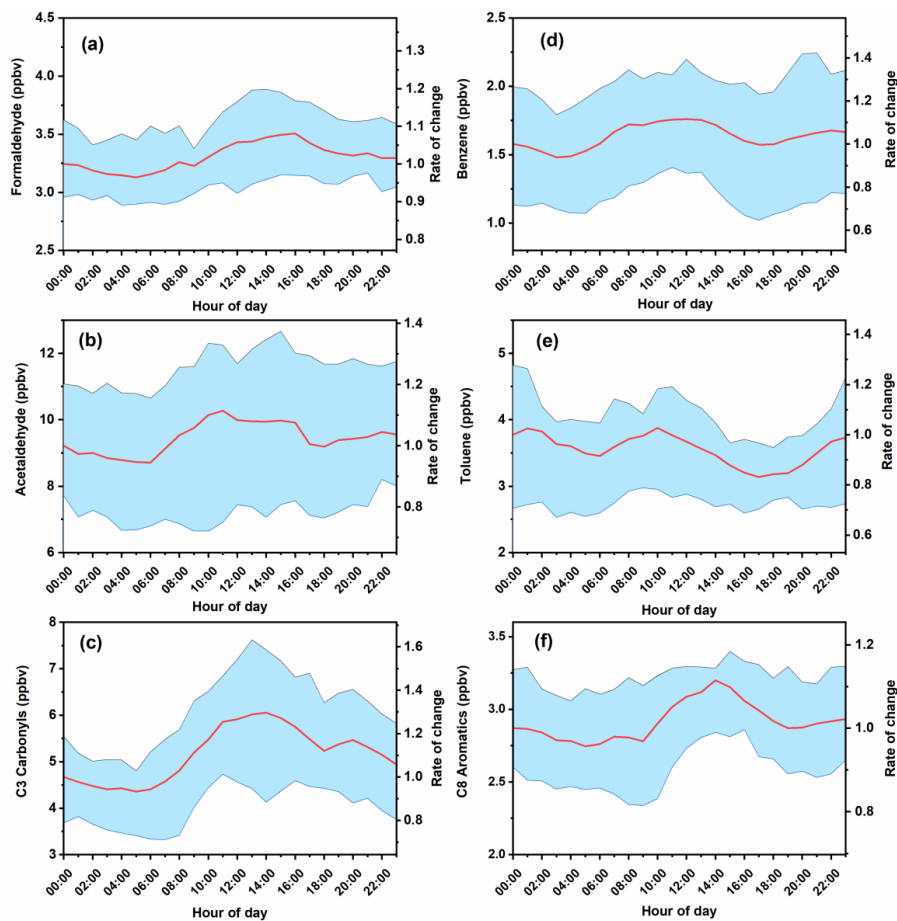 (a)
Formaldehyde (ppbv)
4.5
4.0
3.5
3.0
2.5
1.3
1.2
1.1
1.0
0.9
0.8
Rate of change
00:00 02:00 04:00 06:00 08:00 10:00 12:00 14:00 16:00 18:00 20:00 22:00
Hour of day
(d)
Benzene (ppbv)
2.5
2.0
1.5
1.0
1.4
1.2
1.0
0.8
0.6
Rate of change
00:00 02:00 04:00 06:00 08:00 10:00 12:00 14:00 16:00 18:00 20:00 22:00
Hour of day
(b)
Acetaldehyde (ppbv)
12
10
8
6
1.4
1.2
1.0
0.8
Rate of change
00:00 02:00 04:00 06:00 08:00 10:00 12:00 14:00 16:00 18:00 20:00 22:00
Hour of day
(e)
Toluene (ppbv)
5
4
3
2
1.4
1.2
1.0
0.8
0.6
Rate of change
00:00 02:00 04:00 06:00 08:00 10:00 12:00 14:00 16:00 18:00 20:00 22:00
Hour of day
(c)
C3 Carbonyls (ppbv)
8
7
6
5
4
3
1.6
1.4
1.2
1.0
0.8
Rate of change
00:00 02:00 04:00 06:00 08:00 10:00 12:00 14:00 16:00 18:00 20:00 22:00
Hour of day
(f)
C8 Aromatics (ppbv)
3.5
3.0
2.5
2.0
1.2
1.0
0.8
Rate of change
00:00 02:00 04:00 06:00 08:00 10:00 12:00 14:00 16:00 18:00 20:00 22:00
Hour of day